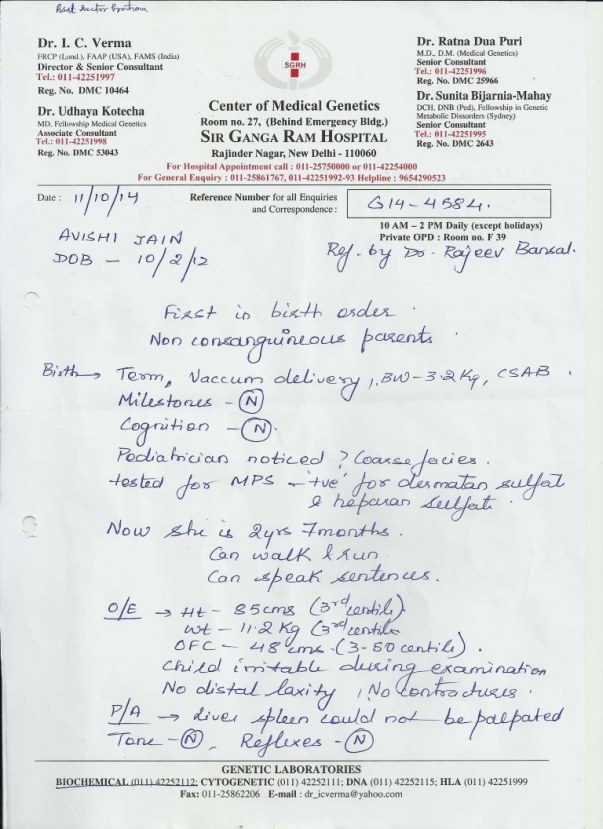 Dr. I. C. Verma
FRCP (Lond.), FAAP (USA), FAMS (India)
Director & Senior Consultant
Tel.: 011-42251997
Reg. No. DMC 10464
Dr. Udhaya Kotecha
MD, Fellowship Medical Genetics
Associate Consultant
Tel.: 011-42251998
Reg. No. DMC 53043
SGRH
Center of Medical Genetics
Room no. 27, (Behind Emergency Bldg.)
SIR GANGA RAM HOSPITAL
Rajinder Nagar, New Delhi - 110060
Dr. Ratna Dua Puri
M.D., D.M. (Medical Genetics)
Senior Consultant
Tel.: 011-42251996
Reg. No. DMC 25966
Dr. Sunita Bijarnia-Mahay
DCH, DNB (Ped), Fellowship in Genetic
Metabolic Dissorders (Sydney)
Senior Consultant
Tel.: 011-42251995
Reg. No. DMC 2643
For Hospital Appointment call : 011-25750000 or 011-42254000
For General Enquiry : 011-25861767, 011-42251992-93 Helpline : 9654290523
Date : 11/10/14
Reference Number for all Enquiries
and Correspondence :
G14-4584.
10 AM – 2 PM Daily (except holidays)
Private OPD : Room no. F 39
AVISHI JAIN
DOB - 10/2/12
Ref. by Dr. Rajeev Bansal.
First in birth order.
Non consanguineous parents.
Birth → Term, Vaccum delivery, BW-3.2Kg, CSAB.
Milestones - N
Cognition - N.
Pediatrician noticed ? Coarse facies.
tested for MPS - '+ve' for dermatan sulfat
& heparan sulfat.
Now she is 2yrs 7months.
Can walk & run
Can speak sentences.
O/E → Ht - 85cms (3rd centile).
Wt - 11.2 Kg (3rd centile
OFC - 48 cms. (3-50 centile).
Child irritable during examination
No distal laxity, No contractures.
P/A → Liver spleen could not be palpated
Tone - N, Reflexes - N
GENETIC LABORATORIES
BIOCHEMICAL (011) 42252112; CYTOGENETIC (011) 42252111; DNA (011) 42252115; HLA (011) 42251999
Fax: 011-25862206 E-mail : dr_icverma@yahoo.com